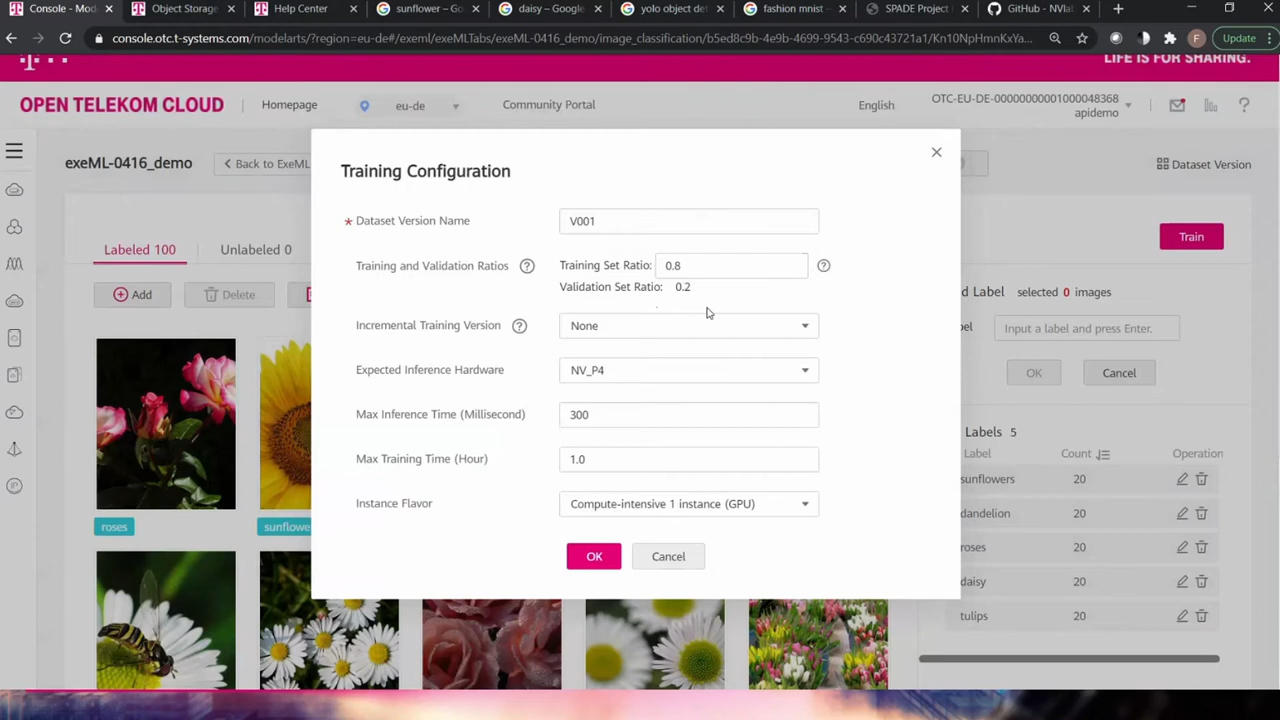 Console - Mod
Object Storage
Help Center
sunflower – Go
daisy – Google
yolo object det
fashion mnist –
SPADE Project
GitHub - NVlab
console.otc.t-systems.com/modelarts/?region=eu-de#/exeml/exeMLTabs/exeML-0416_demo/image_classification/b5ed8c9b-4e9b-4699-9543-c690c43721a1/Kn10NpHmnKxYa...
F
Update
LIFE IS FOR SHARING.
OPEN TELEKOM CLOUD
Homepage
eu-de
Community Portal
English
OTC-EU-DE-00000000001000048368
apidemo
exeML-0416_demo
Back to ExeML
Dataset Version
Training Configuration
* Dataset Version Name
V001
Labeled 100
Unlabeled 0
Train
Training and Validation Ratios
Training Set Ratio: 0.8
Validation Set Ratio: 0.2
Add
Delete
d Label
selected 0 images
Incremental Training Version
None
Input a label and press Enter.
Expected Inference Hardware
NV_P4
OK
Cancel
Max Inference Time (Millisecond)
300
Labels 5
Label
Count
Operation
Max Training Time (Hour)
1.0
sunflowers 20
Instance Flavor
Compute-intensive 1 instance (GPU)
dandelion 20
roses
sunflower
roses 20
OK
Cancel
daisy 20
tulips 20